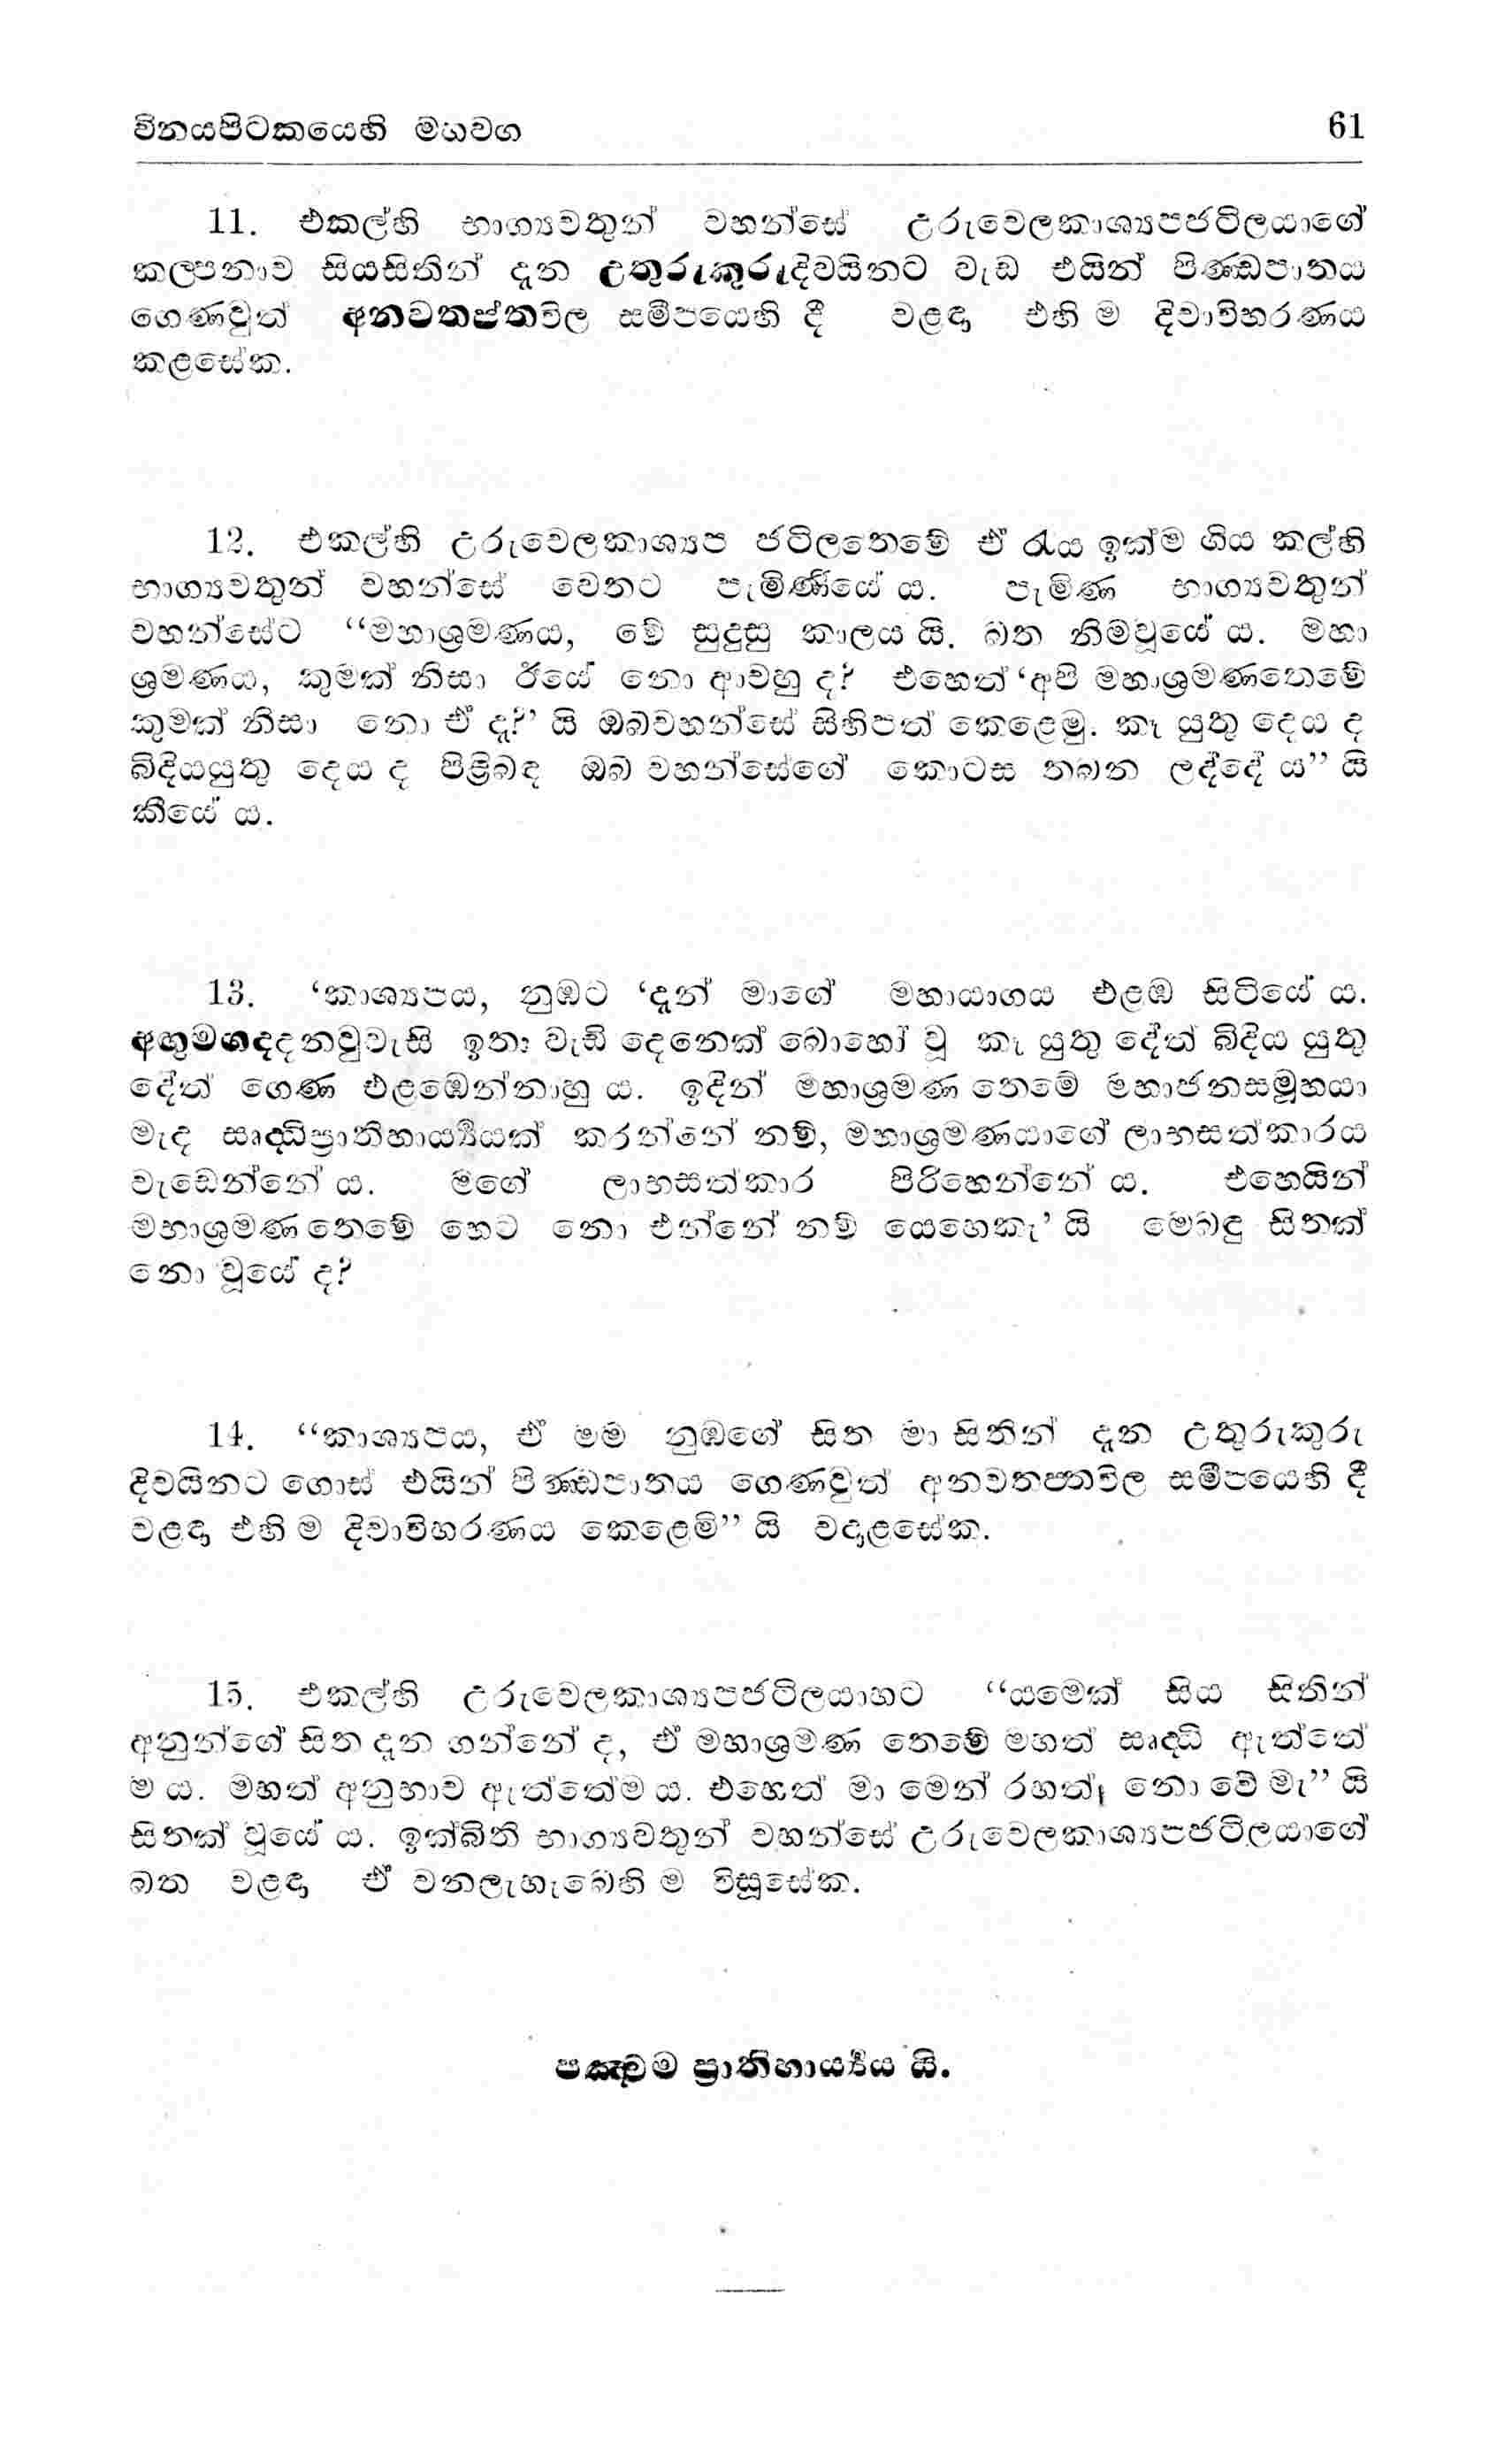 විනයපිටකයෙහි මහවග 61
11. එකල්හි භාග්‍යවතුන් වහන්සේ උරුවෙලකාශ්‍යපජටිලයාගේ
කල්පනාව සියසිතින් දැන උතුරුකුරුදිවයිනට වැඩ එයින් පිණ්ඩපාතය
ගෙණවුත් අනවතප්තවිල සමීපයෙහි දී වළඳා එහි ම දිවාවිහරණය
කළසේක.
12. එකල්හි උරුවෙලකාශ්‍යප ජටිලතෙමේ ඒ රැය ඉක්ම ගිය කල්හි
භාග්‍යවතුන් වහන්සේ වෙතට පැමිණියේ ය. පැමිණ භාග්‍යවතුන්
වහන්සේට “මහාශ්‍රමණය, මේ සුදුසු කාලය යි. බත නිමවූයේ ය. මහා
ශ්‍රමණය, කුමක් නිසා ඊයේ නො ආවහු ද? එහෙත් ‘අපි මහාශ්‍රමණතෙමේ
කුමක් නිසා නො ඒ ද?’ යි ඔබවහන්සේ සිහිපත් කෙළෙමු. කෑ යුතු දෙය ද
බිදියයුතු දෙය ද පිළිබඳ ඔබ වහන්සේගේ කොටස තබන ලද්දේ ය” යි
කීයේ ය.
13. ‘කාශ්‍යපය, නුඹට ‘දැන් මාගේ මහායාගය එළඹ සිටියේ ය.
අඟුමගදදනවුවැසි ඉතා වැඩි දෙනෙක් බොහෝ වූ කෑ යුතු දේත් බිදිය යුතු
දේත් ගෙණ එළඹෙන්නාහු ය. ඉදින් මහාශ්‍රමණ තෙමේ මහාජනසමූහයා
මැද සෘද්ධිප්‍රාතිහාර්‍ය්‍යයක් කරන්නේ නම්, මහාශ්‍රමණයාගේ ලාභසත්කාරය
වැඩෙන්නේ ය. මගේ ලාභසත්කාර පිරිහෙන්නේ ය. එහෙයින්
මහාශ්‍රමණ තෙමේ හෙට නො එන්නේ නම් යෙහෙකැ’ යි මෙබඳු සිතක්
නො වූයේ ද?
14. “කාශ්‍යපය, ඒ මම නුඹගේ සිත මා සිතින් දැන උතුරුකුරු
දිවයිනට ගොස් එයින් පිණ්ඩපාතය ගෙණවුත් අනවතප්තවිල සමීපයෙහි දී
වළඳා එහි ම දිවාවිහරණය කෙළෙමි” යි වදාළසේක.
15. එකල්හි උරුවෙලකාශ්‍යපජටිලයාහට “යමෙක් සිය සිතින්
අනුන්ගේ සිත දැන ගන්නේ ද, ඒ මහාශ්‍රමණ තෙමේ මහත් සෘද්ධි ඇත්තේ
ම ය. මහත් අනුභාව ඇත්තේම ය. එහෙත් මා මෙන් රහත් නො වේ මැ” යි
සිතක් වූයේ ය. ඉක්බිති භාග්‍යවතුන් වහන්සේ උරුවෙලකාශ්‍යපජටිලයාගේ
බත වළඳා ඒ වනලැහැබෙහි ම විසූසේක.
පඤ්චම ප්‍රාතිහාර්‍ය්‍යය යි.